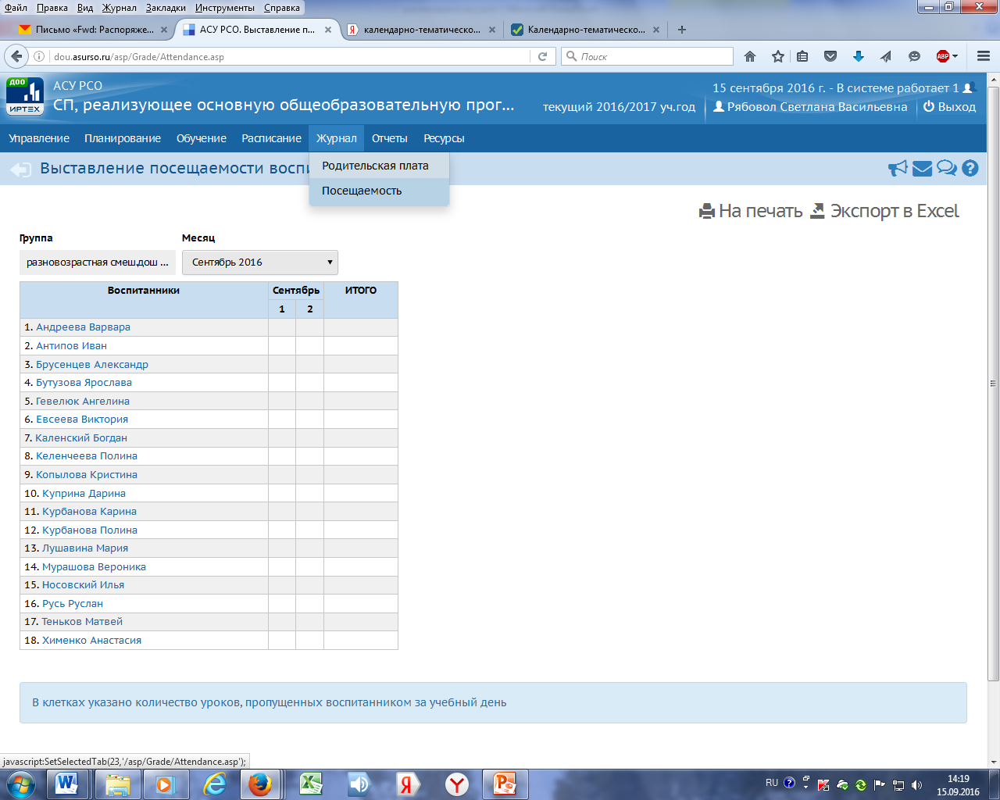 Файл Правка Вид Журнал Закладки Инструменты Справка
Письмо «Fwd: Распоряже... АСУ РСО. Выставление п... календарно-тематическо... Календарно-тематическо...
dou.asurso.ru/asp/Grade/Attendance.asp Поиск ABP
ДОО
ИРТЕХ
АСУ РСО
СП, реализующее основную общеобразовательную прог...
15 сентября 2016 г. - В системе работает 1
текущий 2016/2017 уч.год Рябовол Светлана Васильевна Выход
Управление Планирование Обучение Расписание Журнал Отчеты Ресурсы
Родительская плата
Посещаемость
Выставление посещаемости воспи
На печать Экспорт в Excel
Группа Месяц
разновозрастная смеш.дош ... Сентябрь 2016
Воспитанники Сентябрь ИТОГО
1 2
1. Андреева Варвара
2. Антипов Иван
3. Брусенцев Александр
4. Бутузова Ярослава
5. Гевелюк Ангелина
6. Евсеева Виктория
7. Каленский Богдан
8. Келенчеева Полина
9. Копылова Кристина
10. Куприна Дарина
11. Курбанова Карина
12. Курбанова Полина
13. Лушавина Мария
14. Мурашова Вероника
15. Носовский Илья
16. Русь Руслан
17. Теньков Матвей
18. Хименко Анастасия
В клетках указано количество уроков, пропущенных воспитанником за учебный день
javascript:SetSelectedTab(23,'/asp/Grade/Attendance.asp');
RU 14:19
15.09.2016